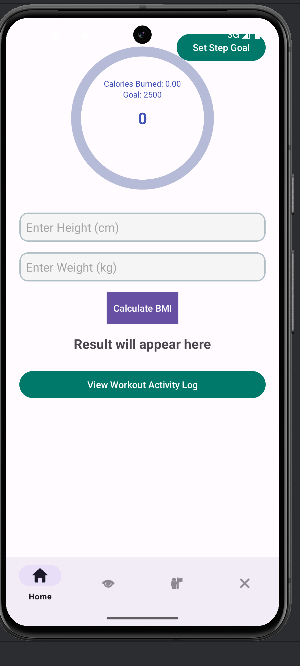 3G
Set Step Goal
Calories Burned: 0.00
Goal: 2500
0
Enter Height (cm)
Enter Weight (kg)
Calculate BMI
Result will appear here
View Workout Activity Log
Home